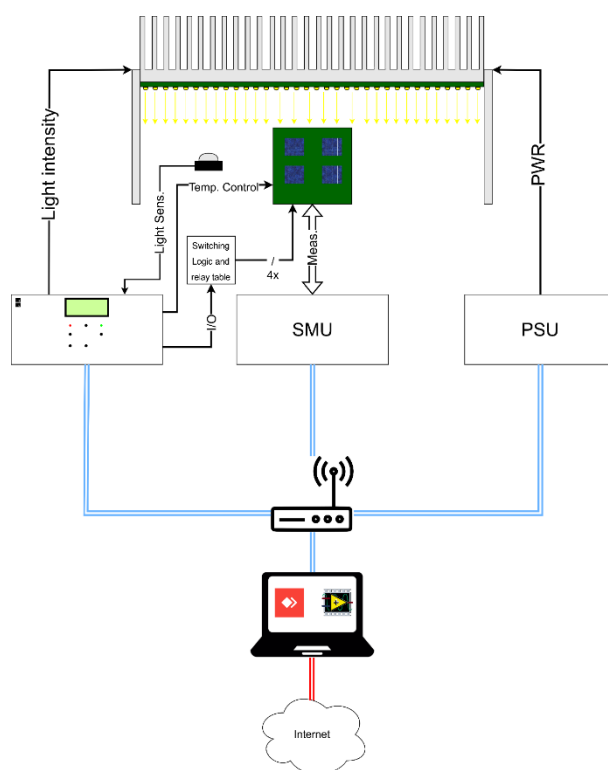 Light intensity
PWR
Light Sens.
Temp. Control
Switching
Logic and
relay table
/
4x
Meas.
I/O
SMU
PSU
Internet